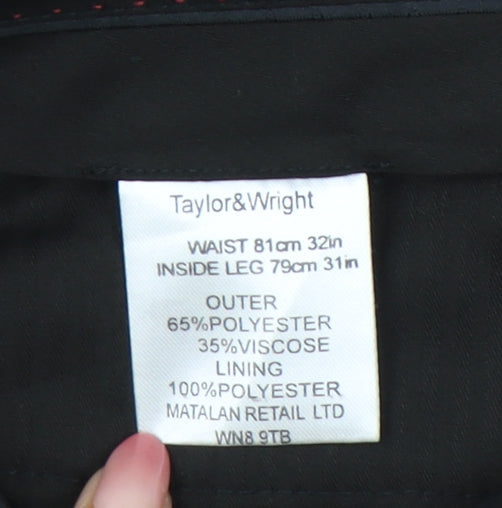 Taylor&Wright
WAIST 81cm 32in
INSIDE LEG 79cm 31in
OUTER
65%POLYESTER
35%VISCOSE
LINING
100%POLYESTER
MATALAN RETAIL LTD
WN8 9TB